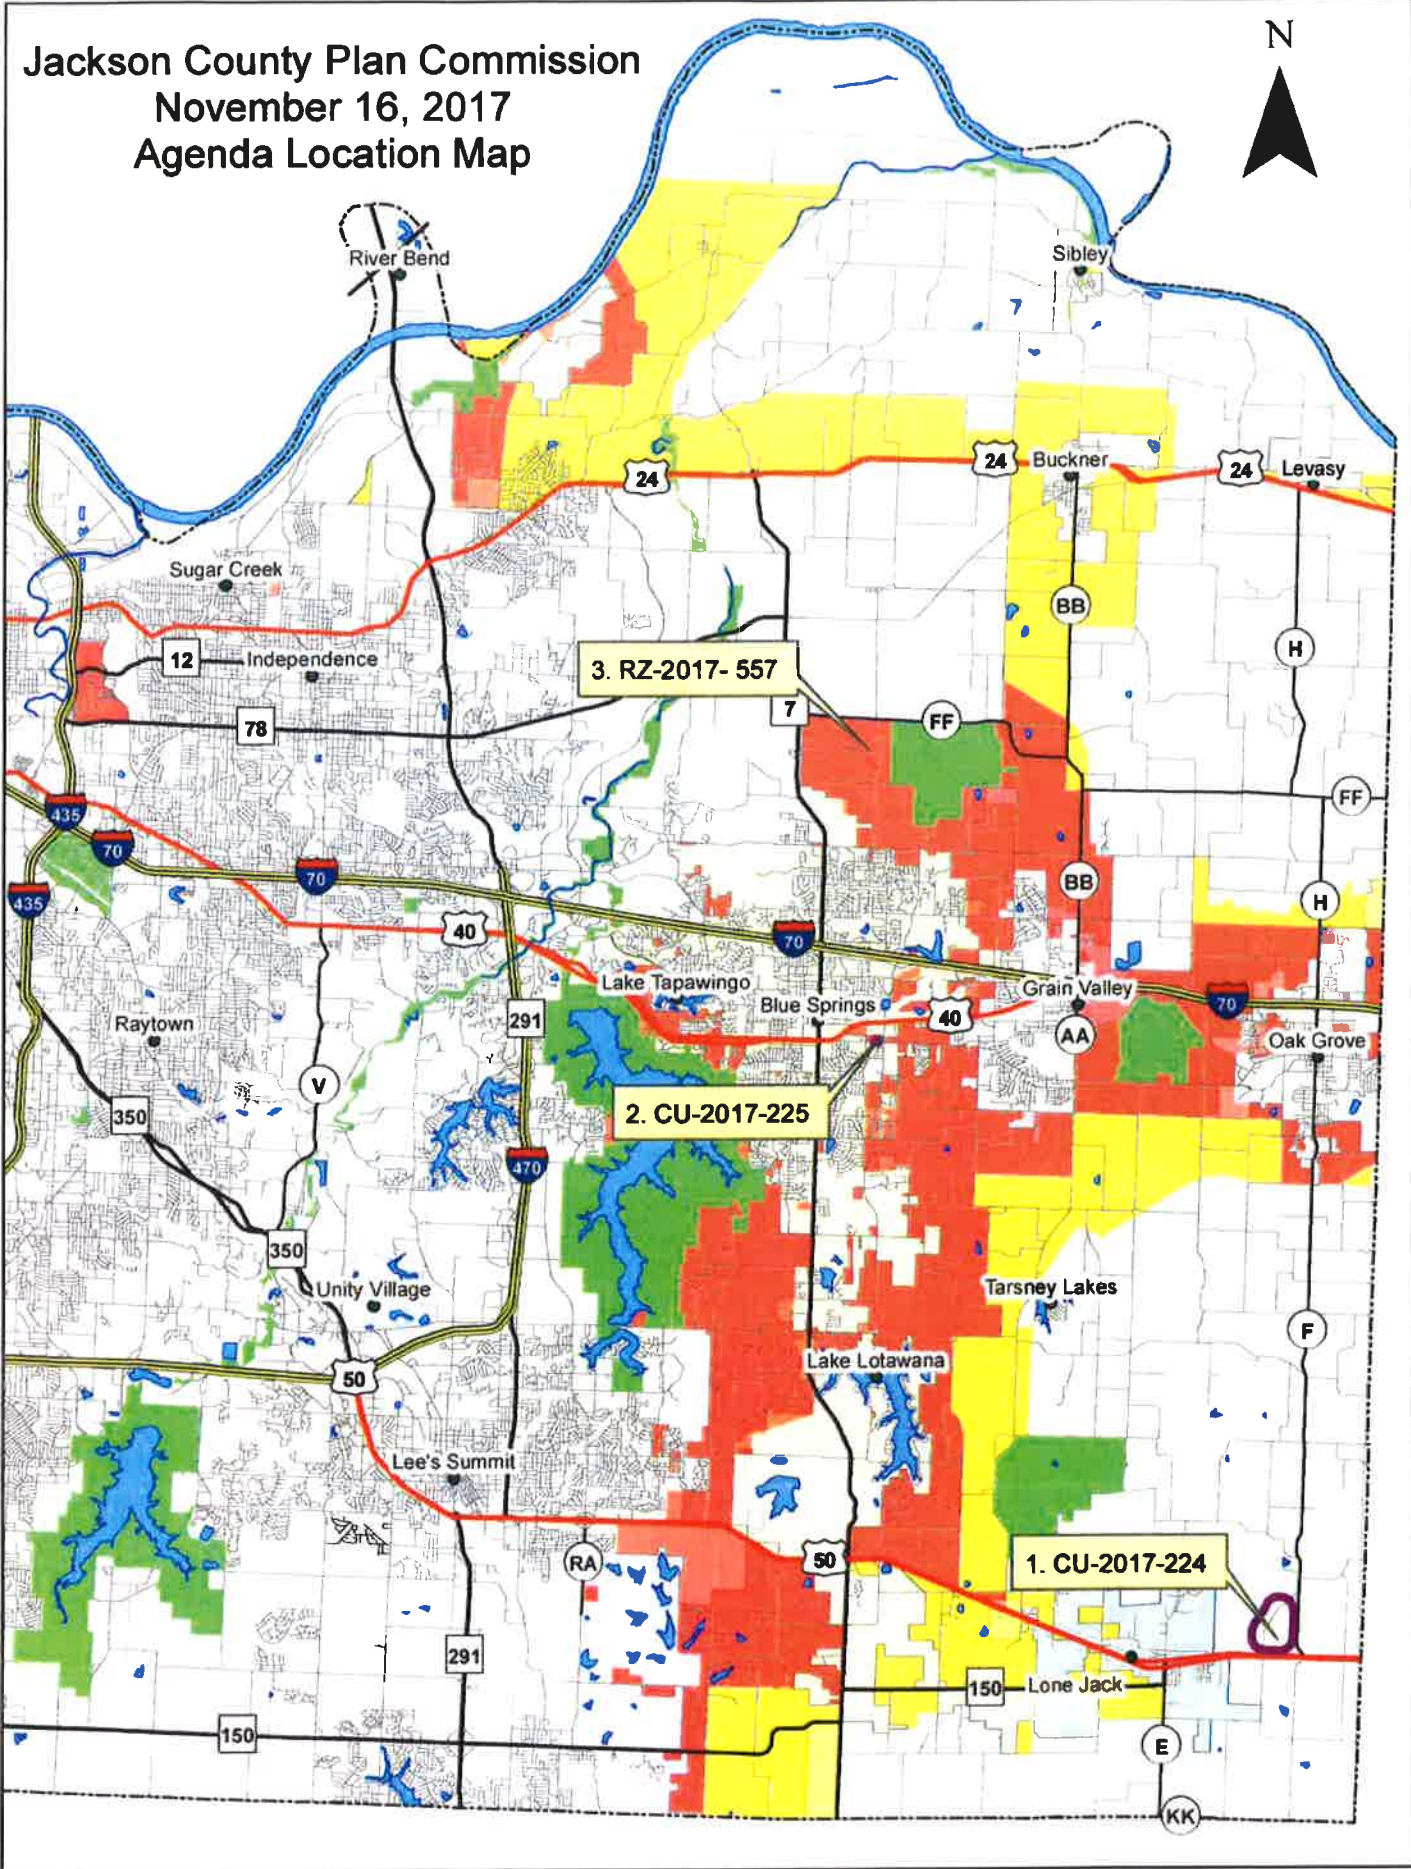 Jackson County Plan Commission
November 16, 2017
Agenda Location Map
N
River Bend
Sibley
24
24
Buckner
24
Levasy
Sugar Creek
BB
12
Independence
3. RZ-2017- 557
H
7
FF
78
FF
435
70
70
BB
435
H
40
70
Lake Tapawingo
Grain Valley
Blue Springs
70
291
40
Raytown
AA
Oak Grove
V
2. CU-2017-225
350
470
350
Unity Village
Tarsney Lakes
F
Lake Lotawana
50
Lee's Summit
50
RA
1. CU-2017-224
291
150
Lone Jack
150
E
KK